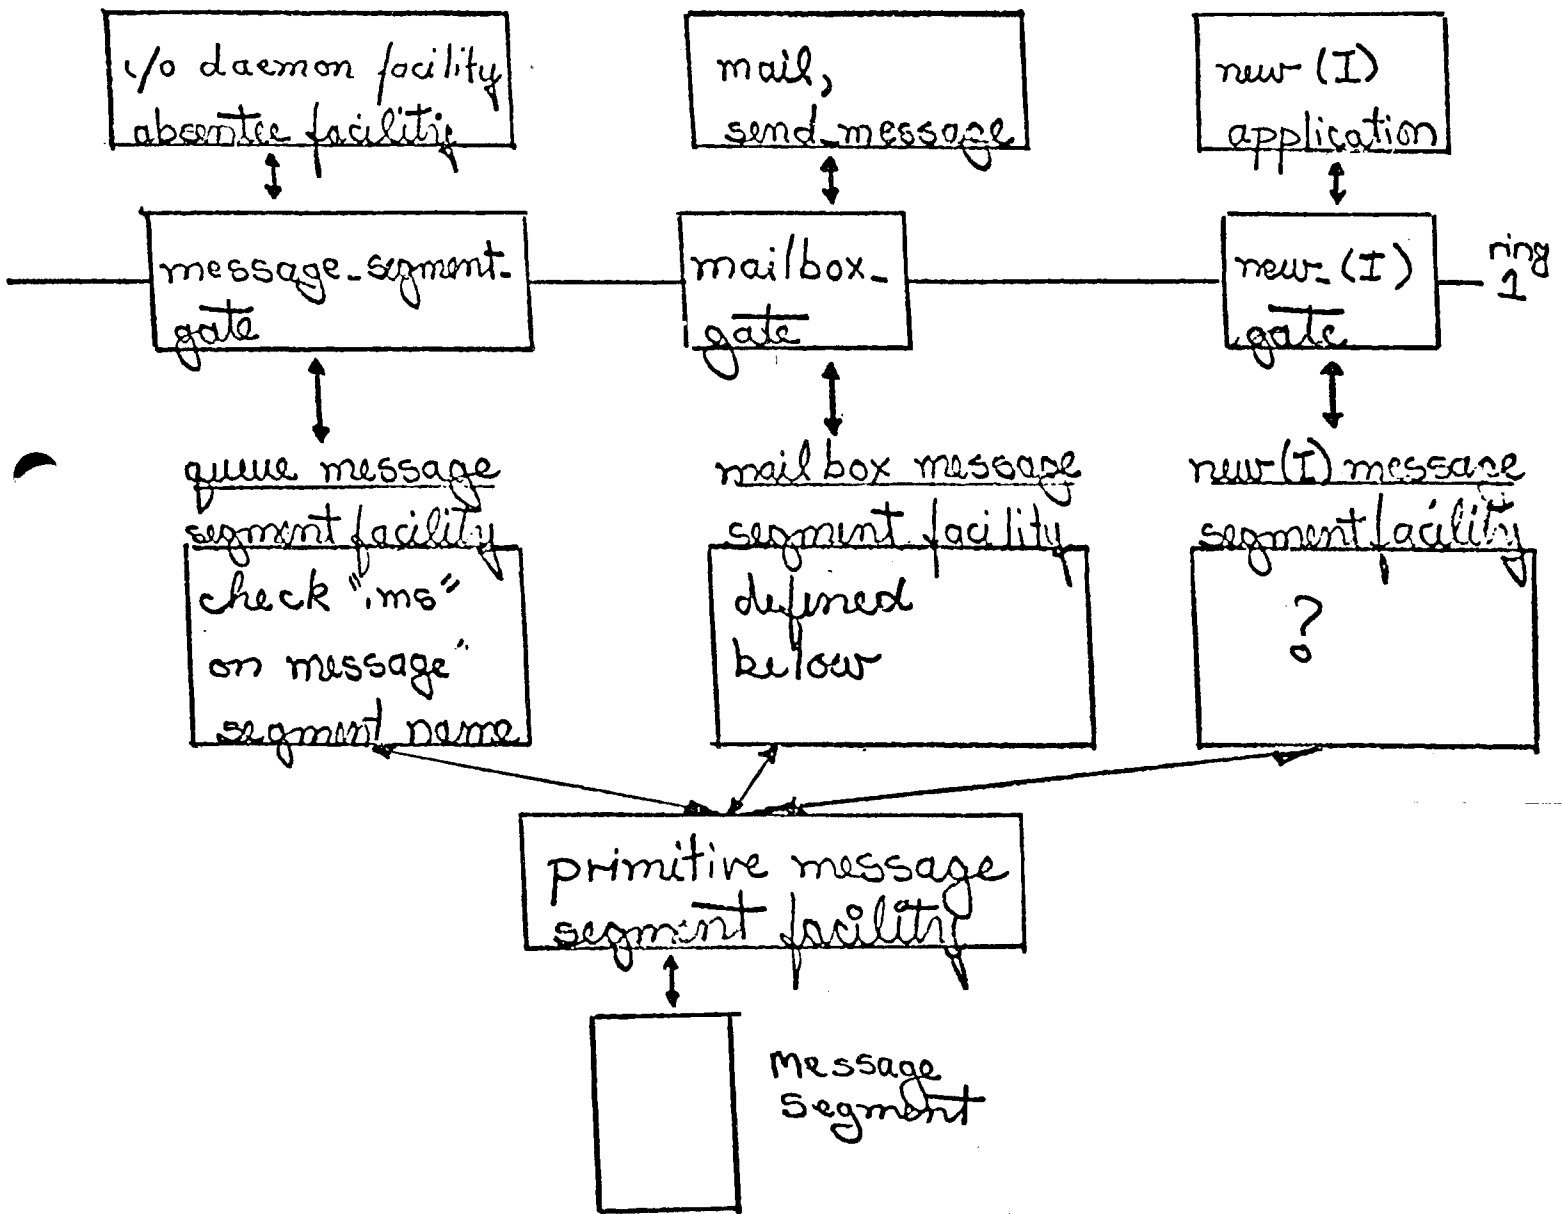 i/o daemon facility
absentee facility
mail,
send_message
new (I)
application
message_segment_
gate
mailbox_
gate
new_(I)
gate
ring
1
queue message
segment facility
check ".ms"
on message"
segment name
mailbox message
segment facility
defined
below
new(I) message
segment facility
?
primitive message
segment facility
Message
Segment